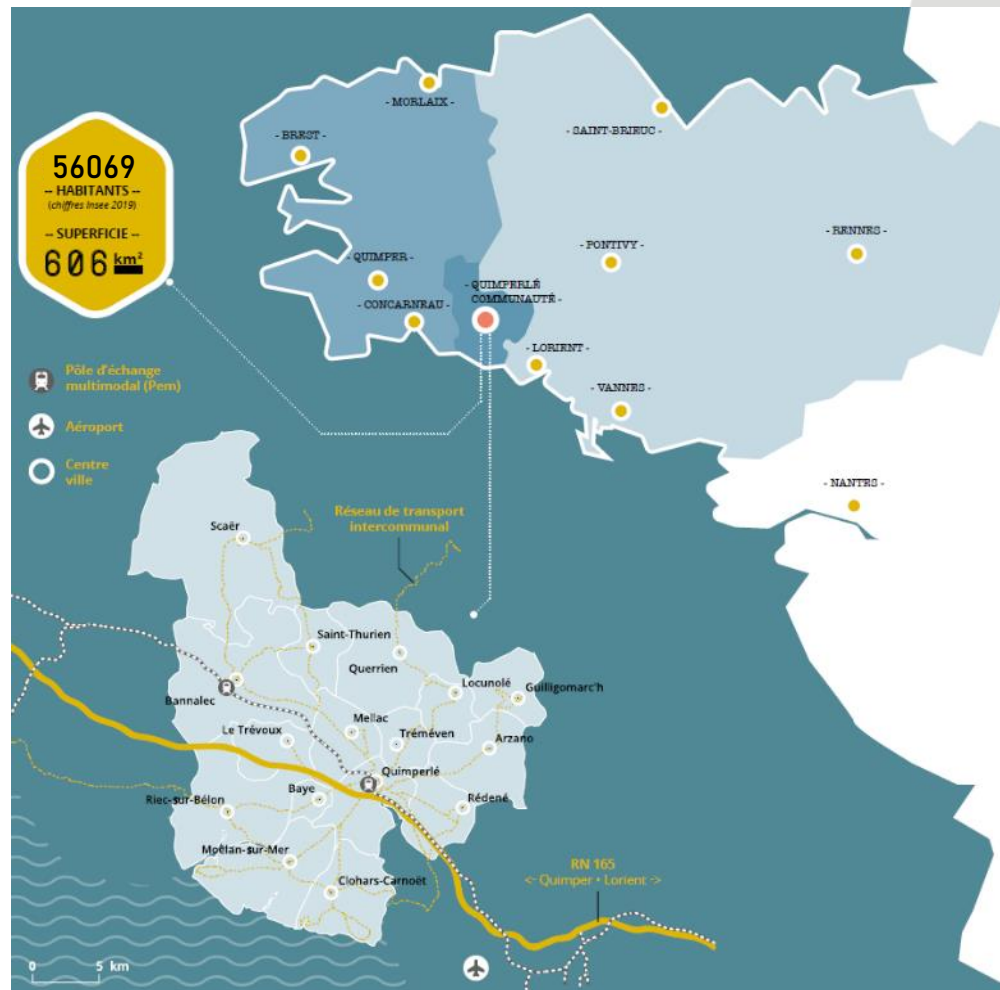 - MORLAIX -
- BREST -
- SAINT-BRIEUC -
56069
-- HABITANTS --
(chiffres Insee 2019)
-- SUPERFICIE --
606 km²
- QUIMPER -
- PONTIVY -
- RENNES -
- QUIMPERLÉ
COMMUNAUTÉ -
- CONCARNEAU -
- LORIENT -
- VANNES -
- NANTES -
Pôle d'échange
multimodal (Pem)
Aéroport
Centre
ville
Réseau de transport
intercommunal
Scaër
Saint-Thurien
Querrien
Locunolé
Guilligomarc'h
Bannalec
Mellac
Le Trévoux
Tréméven
Arzano
Quimperlé
Baye
Riec-sur-Bélon
Rédené
Moëlan-sur-Mer
Clohars-Carnoët
RN 165
<- Quimper • Lorient ->
0 5 km